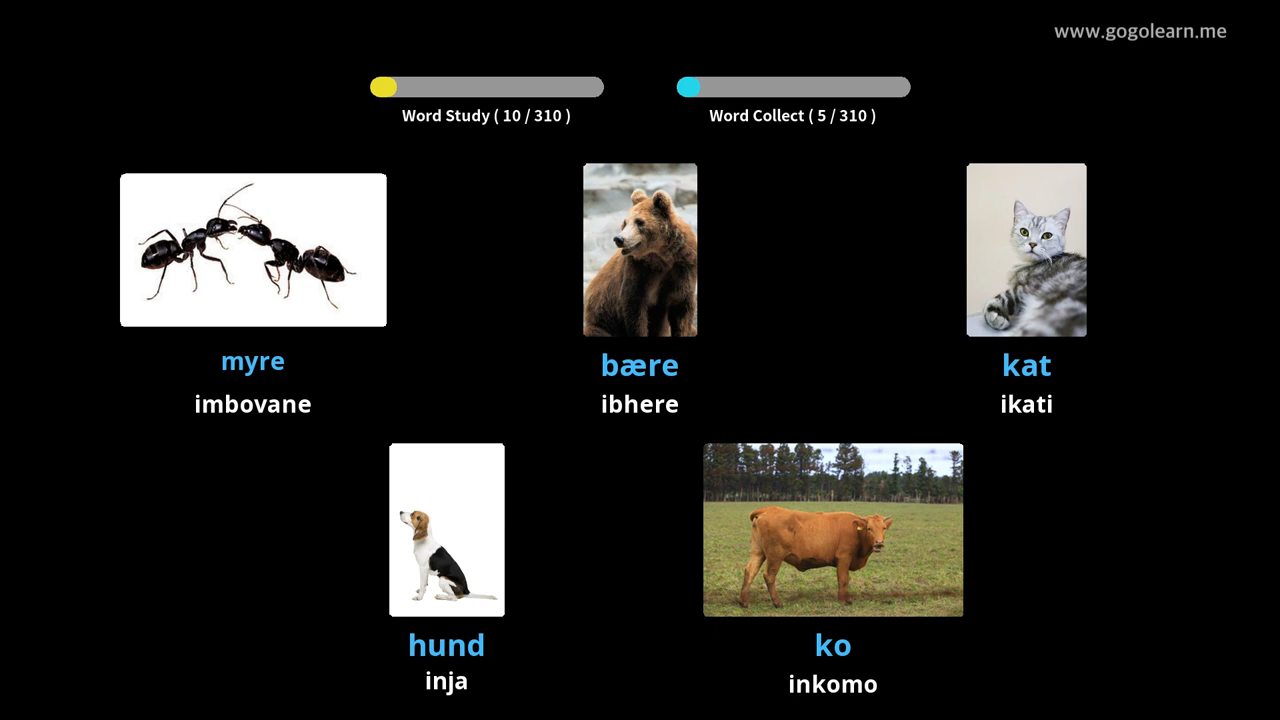 www.gogolearn.me
Word Study ( 10 / 310 )
Word Collect ( 5 / 310 )
myre
imbovane
bære
ibhere
kat
ikati
hund
inja
ko
inkomo